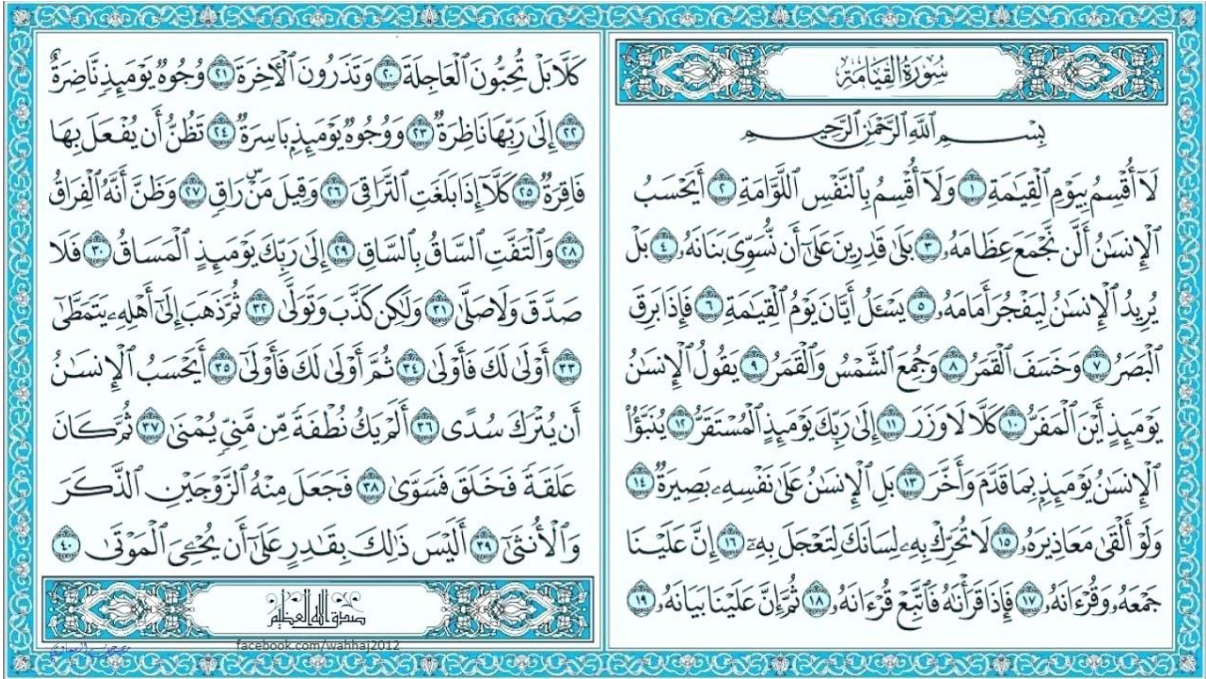 سُورَةُ الْقِيَامَةِ
بِسْمِ ٱللَّهِ ٱلرَّحْمَٰنِ ٱلرَّحِيمِ
لَآ أُقْسِمُ بِيَوْمِ ٱلْقِيَٰمَةِ ١ وَلَآ أُقْسِمُ بِٱلنَّفْسِ ٱللَّوَّامَةِ ٢ أَيَحْسَبُ
ٱلْإِنسَٰنُ أَلَّن نَّجْمَعَ عِظَامَهُۥ ٣ بَلَىٰ قَٰدِرِينَ عَلَىٰٓ أَن نُّسَوِّىَ بَنَانَهُۥ ٤ بَلْ
يُرِيدُ ٱلْإِنسَٰنُ لِيَفْجُرَ أَمَامَهُۥ ٥ يَسْـَٔلُ أَيَّانَ يَوْمُ ٱلْقِيَٰمَةِ ٦ فَإِذَا بَرِقَ
ٱلْبَصَرُ ٧ وَخَسَفَ ٱلْقَمَرُ ٨ وَجُمِعَ ٱلشَّمْسُ وَٱلْقَمَرُ ٩ يَقُولُ ٱلْإِنسَٰنُ
يَوْمَئِذٍ أَيْنَ ٱلْمَفَرُّ ١٠ كَلَّا لَا وَزَرَ ١١ إِلَىٰ رَبِّكَ يَوْمَئِذٍ ٱلْمُسْتَقَرُّ ١٢ يُنَبَّؤُا۟
ٱلْإِنسَٰنُ يَوْمَئِذٍۭ بِمَا قَدَّمَ وَأَخَّرَ ١٣ بَلِ ٱلْإِنسَٰنُ عَلَىٰ نَفْسِهِۦ بَصِيرَةٌ ١٤
وَلَوْ أَلْقَىٰ مَعَاذِيرَهُۥ ١٥ لَا تُحَرِّكْ بِهِۦ لِسَانَكَ لِتَعْجَلَ بِهِۦٓ ١٦ إِنَّ عَلَيْنَا
جَمْعَهُۥ وَقُرْءَانَهُۥ ١٧ فَإِذَا قَرَأْنَٰهُ فَٱتَّبِعْ قُرْءَانَهُۥ ١٨ ثُمَّ إِنَّ عَلَيْنَا بَيَانَهُۥ ١٩
كَلَّا بَلْ تُحِبُّونَ ٱلْعَاجِلَةَ ٢٠ وَتَذَرُونَ ٱلْءَاخِرَةَ ٢١ وُجُوهٌ يَوْمَئِذٍ نَّاضِرَةٌ
٢٢ إِلَىٰ رَبِّهَا نَاظِرَةٌ ٢٣ وَوُجُوهٌ يَوْمَئِذٍۭ بَاسِرَةٌ ٢٤ تَظُنُّ أَن يُفْعَلَ بِهَا
فَاقِرَةٌ ٢٥ كَلَّآ إِذَا بَلَغَتِ ٱلتَّرَاقِىَ ٢٦ وَقِيلَ مَنْ ۜ رَاقٍ ٢٧ وَظَنَّ أَنَّهُ ٱلْفِرَاقُ
٢٨ وَٱلْتَفَّتِ ٱلسَّاقُ بِٱلسَّاقِ ٢٩ إِلَىٰ رَبِّكَ يَوْمَئِذٍ ٱلْمَسَاقُ ٣٠ فَلَا
صَدَّقَ وَلَا صَلَّىٰ ٣١ وَلَٰكِن كَذَّبَ وَتَوَلَّىٰ ٣٢ ثُمَّ ذَهَبَ إِلَىٰٓ أَهْلِهِۦ يَتَمَطَّىٰٓ
٣٣ أَوْلَىٰ لَكَ فَأَوْلَىٰ ٣٤ ثُمَّ أَوْلَىٰ لَكَ فَأَوْلَىٰٓ ٣٥ أَيَحْسَبُ ٱلْإِنسَٰنُ
أَن يُتْرَكَ سُدًى ٣٦ أَلَمْ يَكُ نُطْفَةً مِّن مَّنِىٍّ يُمْنَىٰ ٣٧ ثُمَّ كَانَ
عَلَقَةً فَخَلَقَ فَسَوَّىٰ ٣٨ فَجَعَلَ مِنْهُ ٱلزَّوْجَيْنِ ٱلذَّكَرَ
وَٱلْأُنثَىٰٓ ٣٩ أَلَيْسَ ذَٰلِكَ بِقَٰدِرٍ عَلَىٰٓ أَن يُحْـِۧىَ ٱلْمَوْتَىٰ ٤٠
صدق الله العظيم
facebook.com/wahhaj2012